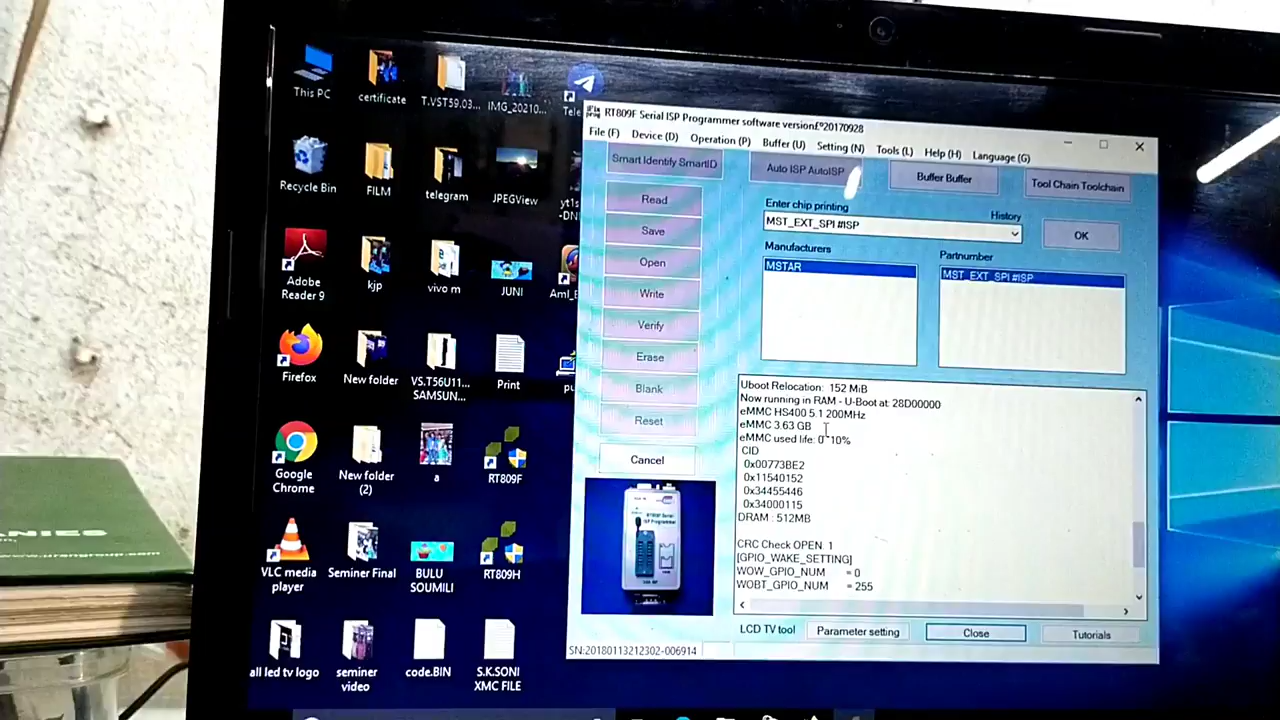 This PC
certificate
T.VST59.03...
IMG_20210...
Tele
Recycle Bin
FILM
telegram
JPEGView
yt1s
-DNI
Adobe
Reader 9
kjp
vivo m
JUNI
Aml_B
Firefox
New folder
VS.T56U11...
SAMSUN...
Print
pu
Google
Chrome
New folder
(2)
a
RT809F
VLC media
player
Seminer Final
BULU
SOUMILI
RT809H
all led tv logo
seminer
video
code.BIN
S.K.SONI
XMC FILE
RT809F Serial ISP Programmer software version£º20170928
File (F) Device (D) Operation (P) Buffer (U) Setting (N) Tools (L) Help (H) Language (G)
Smart Identify SmartID
Auto ISP AutoISP
Buffer Buffer
Tool Chain Toolchain
Read
Save
Open
Write
Verify
Erase
Blank
Reset
Cancel
Enter chip printing
History
MST_EXT_SPI #ISP
OK
Manufacturers
Partnumber
MSTAR
MST_EXT_SPI #ISP
Uboot Relocation: 152 MiB
Now running in RAM - U-Boot at: 28D00000
eMMC HS400 5.1 200MHz
eMMC 3.63 GB
eMMC used life: 0~10%
CID
0x00773BE2
0x11540152
0x34455446
0x34000115
DRAM : 512MB
CRC Check OPEN: 1
[GPIO_WAKE_SETTING]
WOW_GPIO_NUM = 0
WOBT_GPIO_NUM = 255
LCD TV tool
Parameter setting
Close
Tutorials
SN:20180113212302-006914